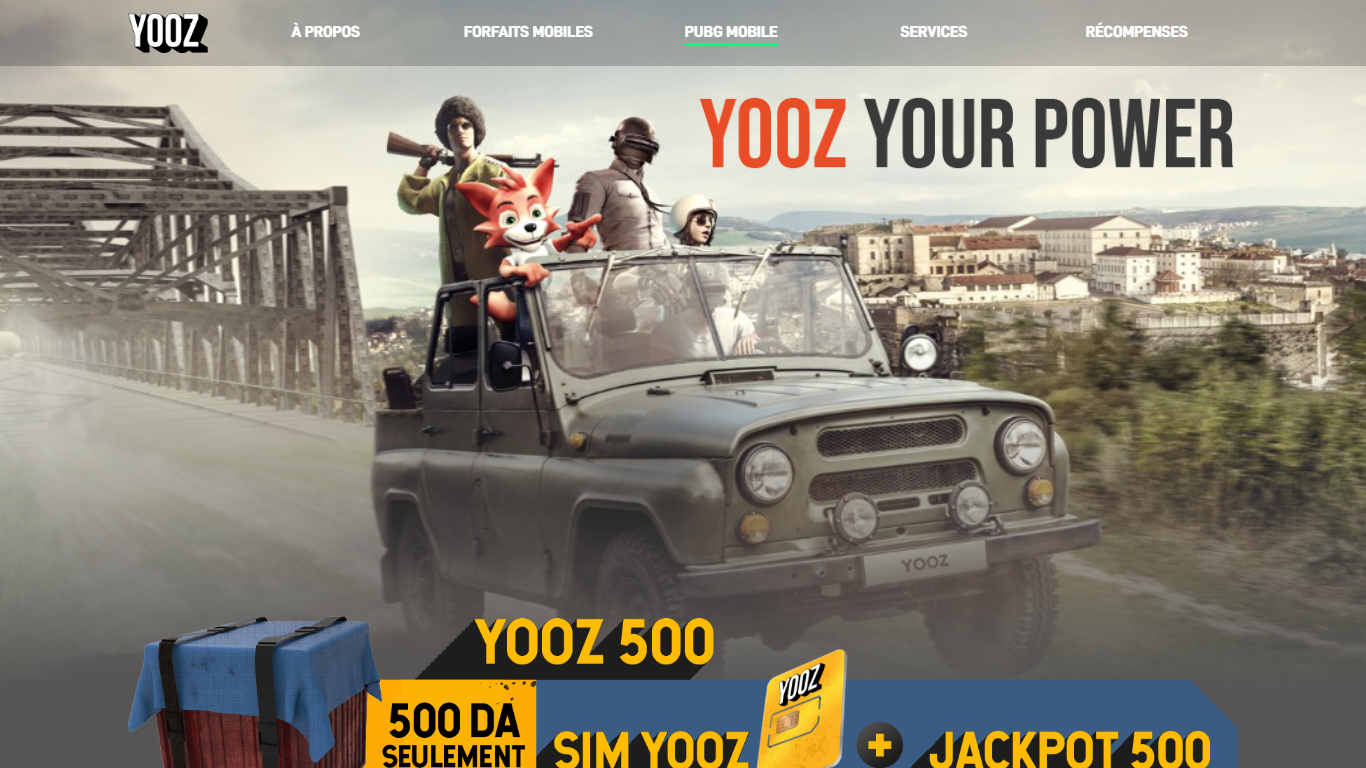 YOOZ
À PROPOS
FORFAITS MOBILES
PUBG MOBILE
SERVICES
RÉCOMPENSES
YOOZ YOUR POWER
YOOZ
YOOZ 500
500 DA
SEULEMENT
SIM YOOZ
YOOZ
+
JACKPOT 500